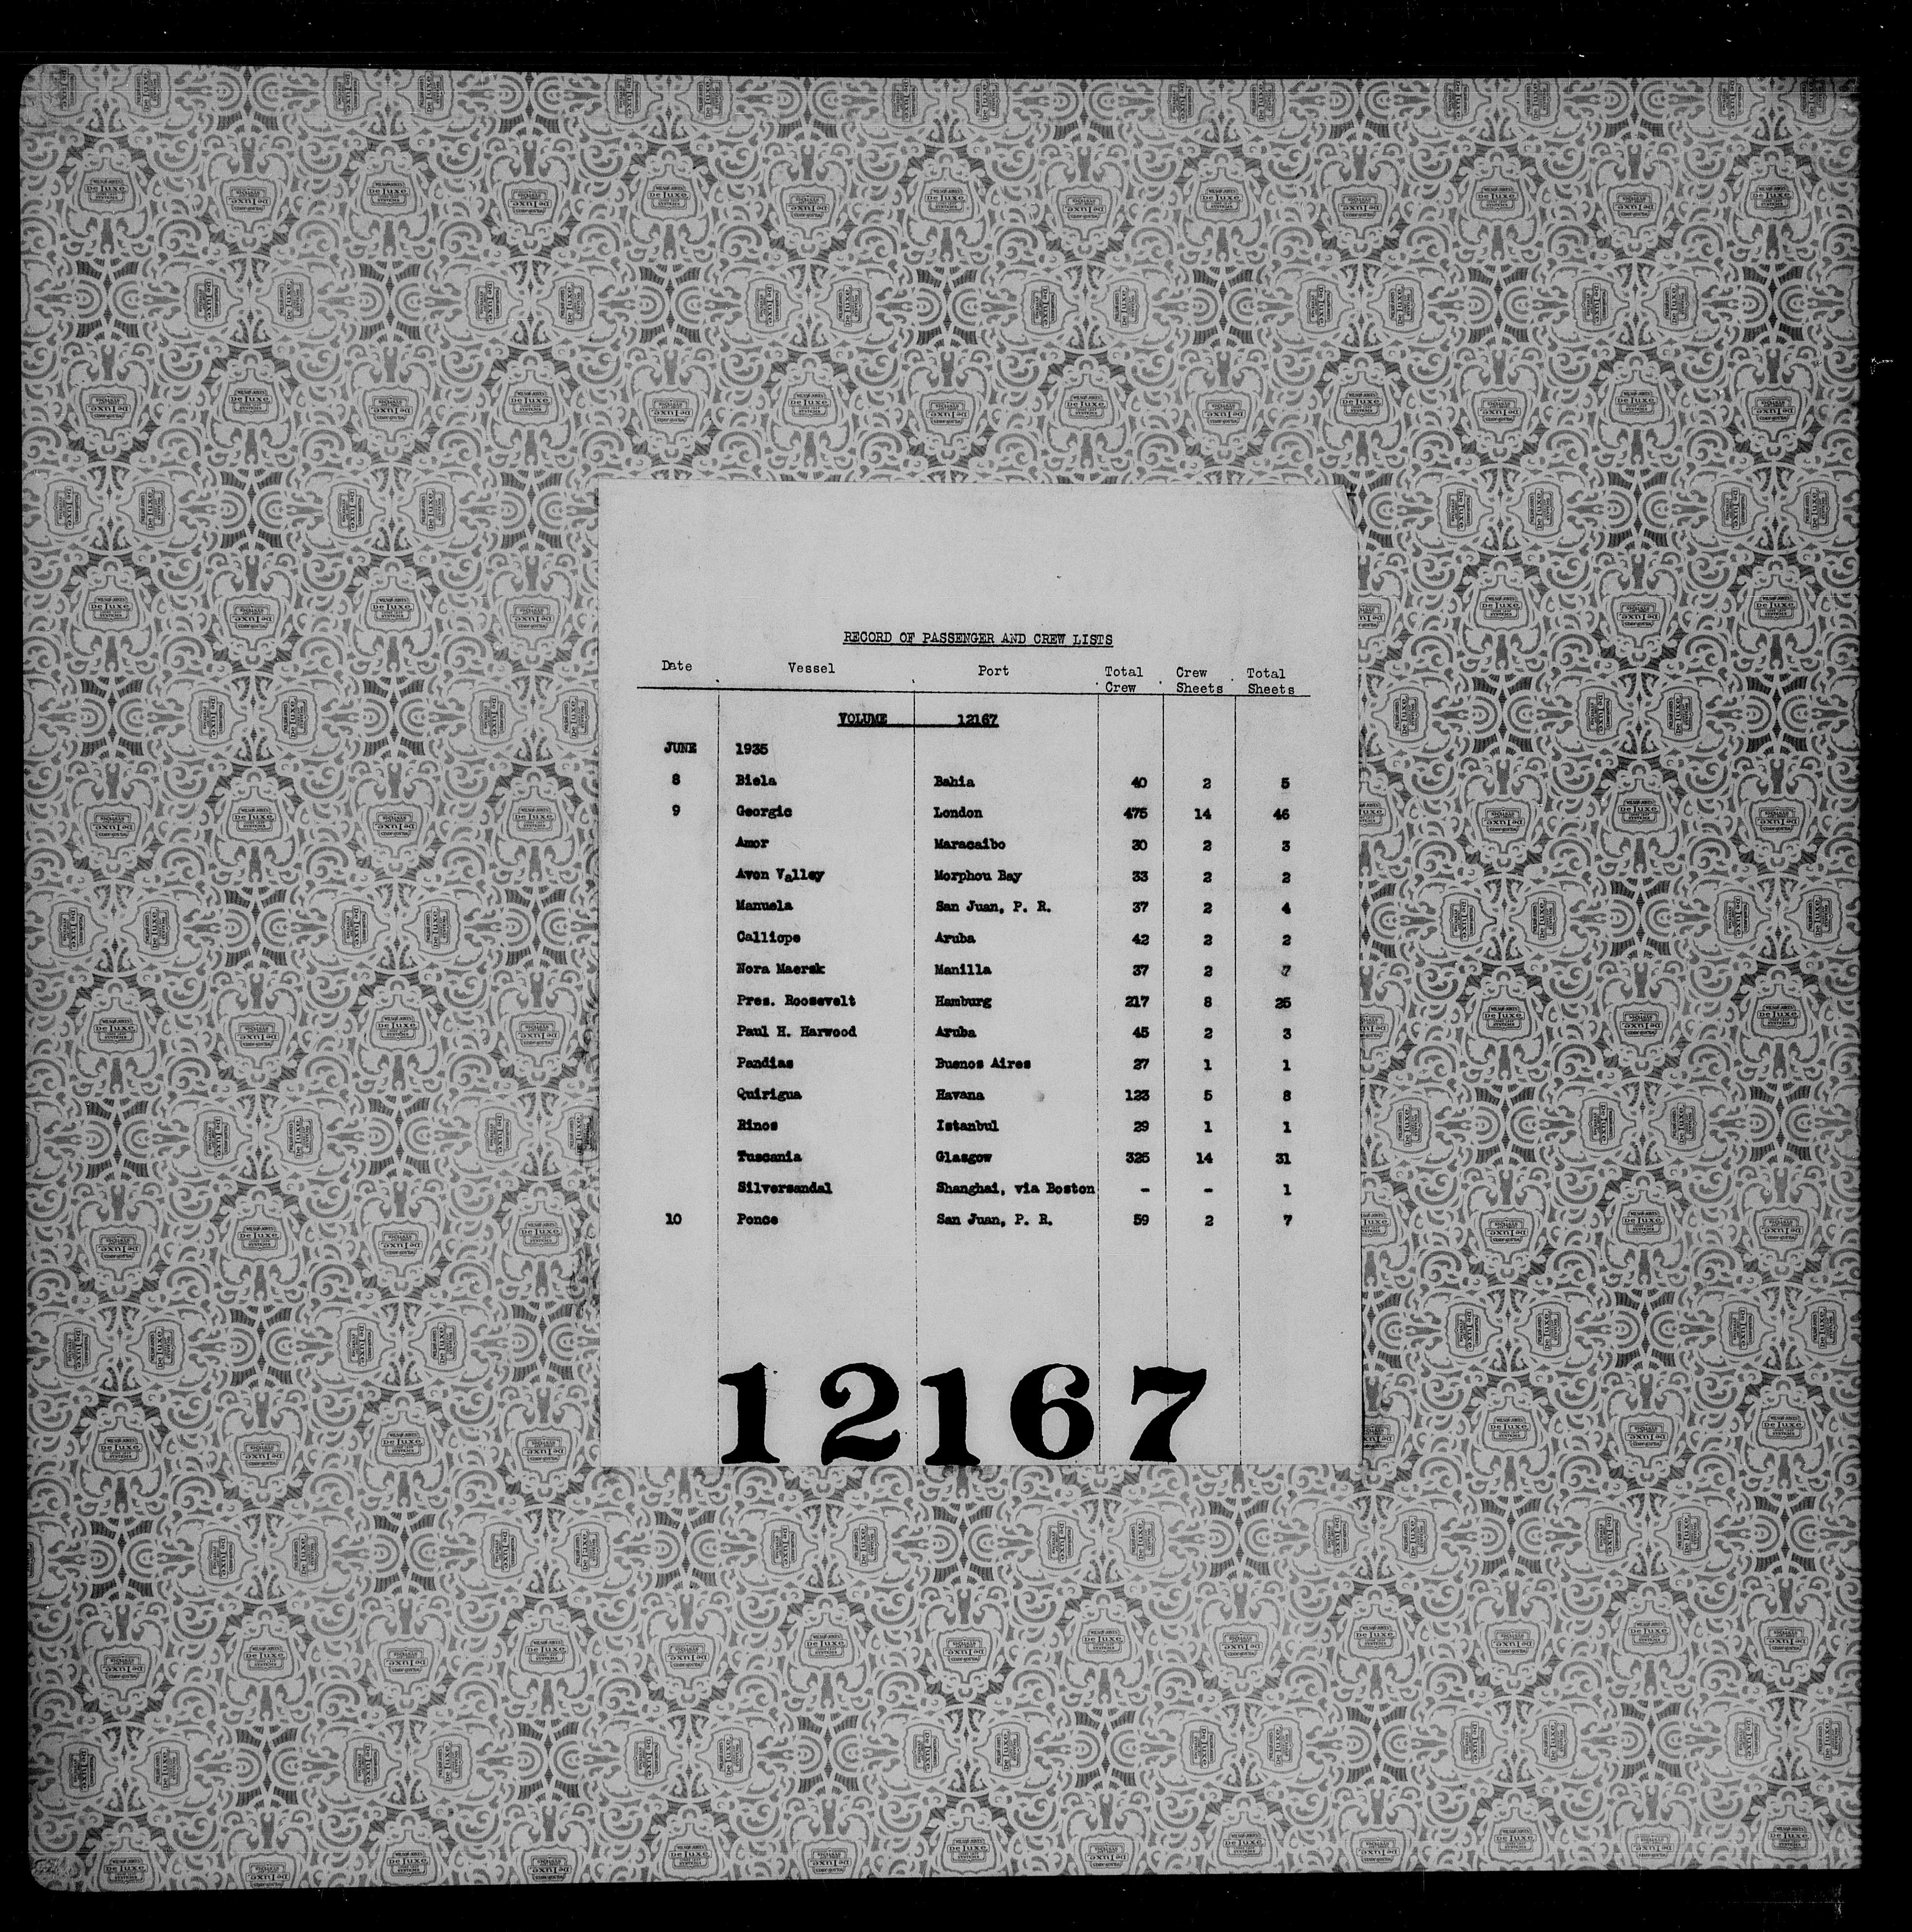 RECORD OF PASSENGER AND CREW LISTS
Date Vessel Port Total Crew Crew Sheets Total Sheets
VOLUME 12167
JUNE 1935
8 Biela Bahia 40 2 5
9 Georgic London 475 14 46
Amor Maracaibo 30 2 3
Avon Valley Morphou Bay 33 2 2
Manuela San Juan, P. R. 37 2 4
Calliope Aruba 42 2 2
Nora Maersk Manilla 37 2 7
Pres. Roosevelt Hamburg 217 8 25
Paul H. Harwood Aruba 45 2 3
Pandias Buenos Aires 27 1 1
Quirigua Havana 123 5 8
Rinos Istanbul 29 1 1
Tuscania Glasgow 325 14 31
Silversandal Shanghai, via Boston - - 1
10 Ponce San Juan, P. R. 59 2 7
12167